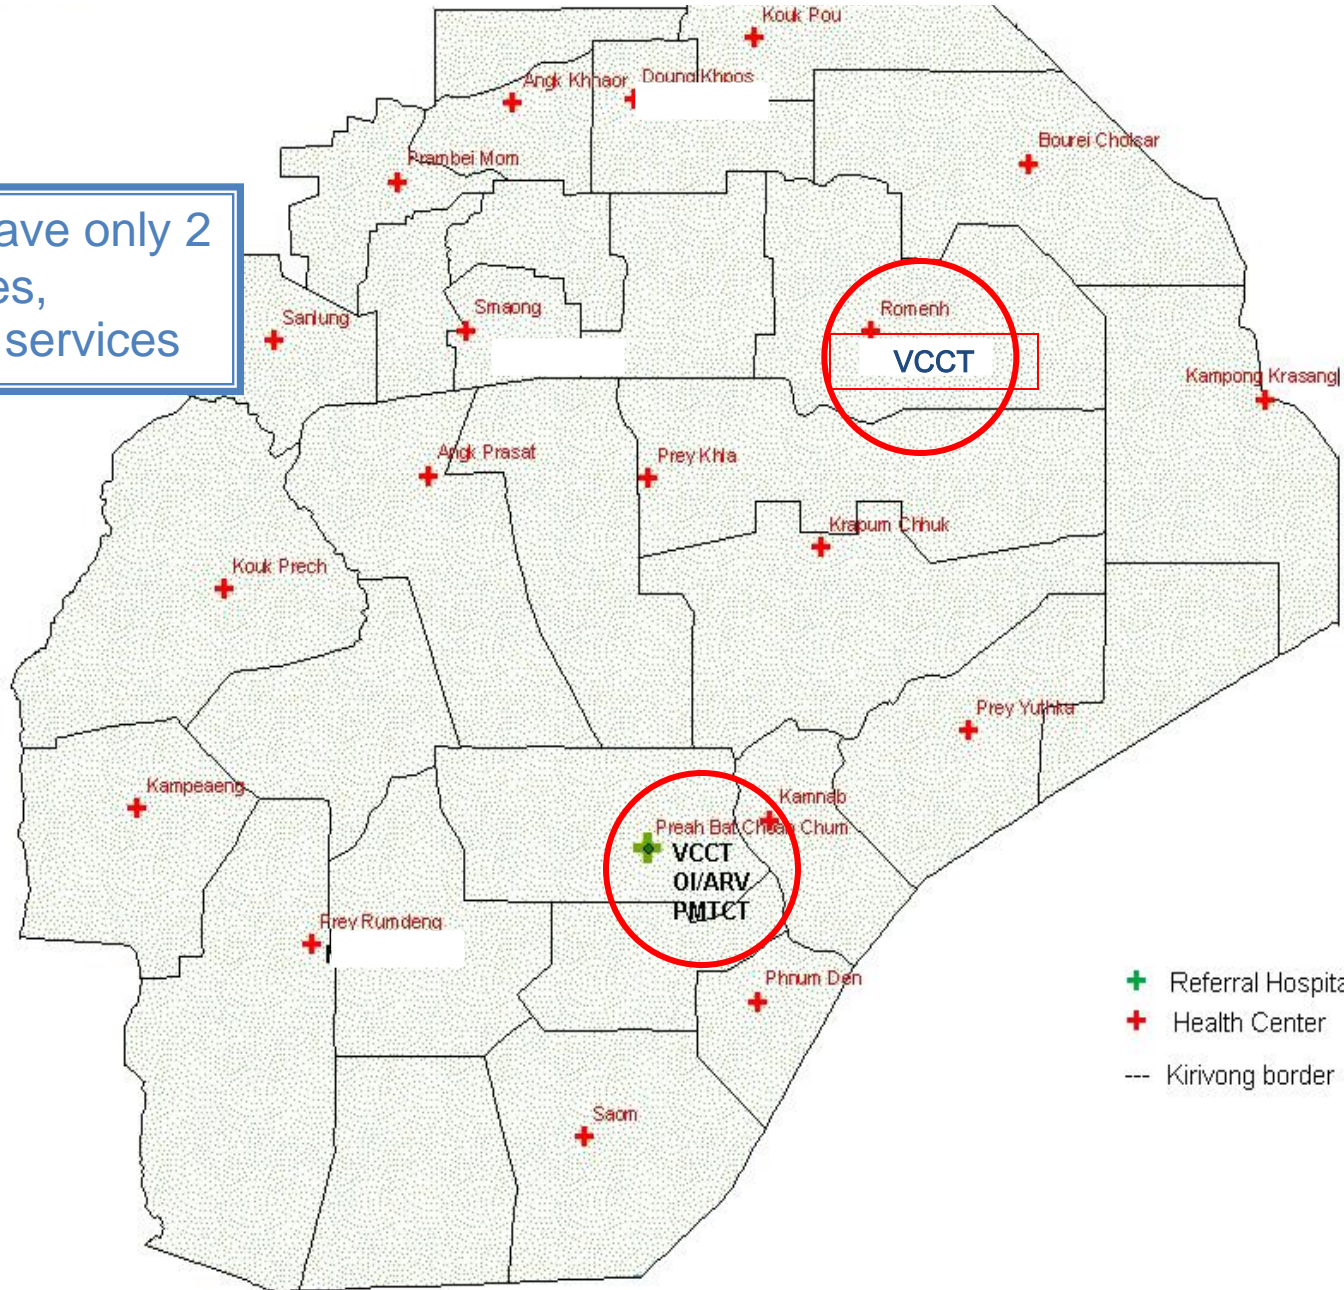 Kouk Pou
Angk Khnaor
Doung Khpos
Bourei Cholsar
Prambei Mom
ave only 2
es,
services
Sanlung
Smaong
Romenh
VCCT
Kampong Krasang
Angk Prasat
Prey Khla
Krapum Chhuk
Kouk Prech
Prey Yuthka
Kampeaeng
Kamnab
Preah Bat Choan Chum
VCCT
OI/ARV
PMTCT
Prey Rumdeng
Phnum Den
Referral Hospita
Health Center
--- Kirivong border
Saom